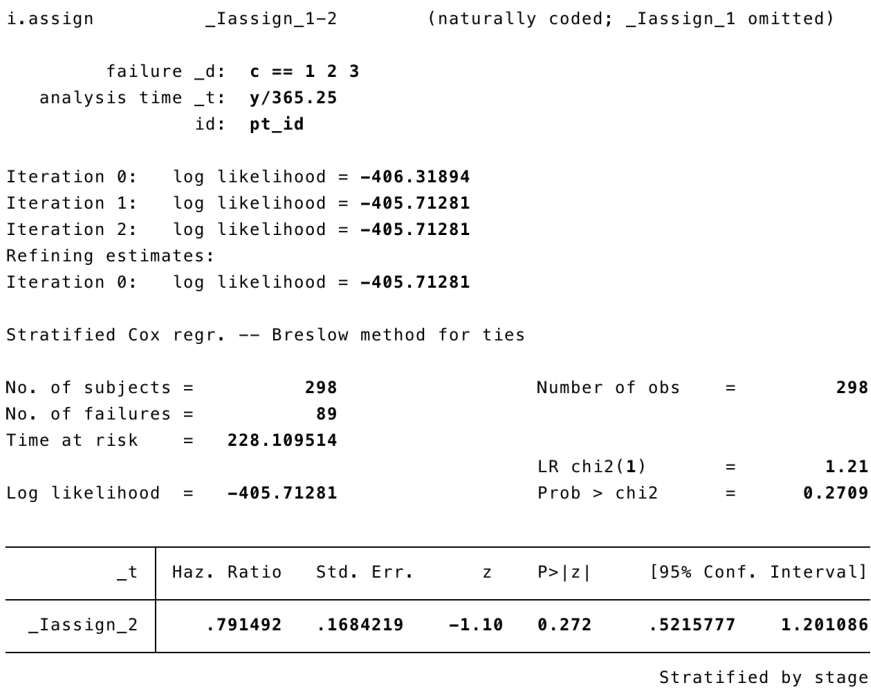 i.assign _Iassign_1-2 (naturally coded; _Iassign_1 omitted)
failure _d: c == 1 2 3
analysis time _t: y/365.25
id: pt_id
Iteration 0: log likelihood = -406.31894
Iteration 1: log likelihood = -405.71281
Iteration 2: log likelihood = -405.71281
Refining estimates:
Iteration 0: log likelihood = -405.71281
Stratified Cox regr. -- Breslow method for ties
No. of subjects = 298 Number of obs = 298
No. of failures = 89
Time at risk = 228.109514
LR chi2(1) = 1.21
Log likelihood = -405.71281 Prob > chi2 = 0.2709
_t Haz. Ratio Std. Err. z P>|z| [95% Conf. Interval]
_Iassign_2 .791492 .1684219 -1.10 0.272 .5215777 1.201086
Stratified by stage